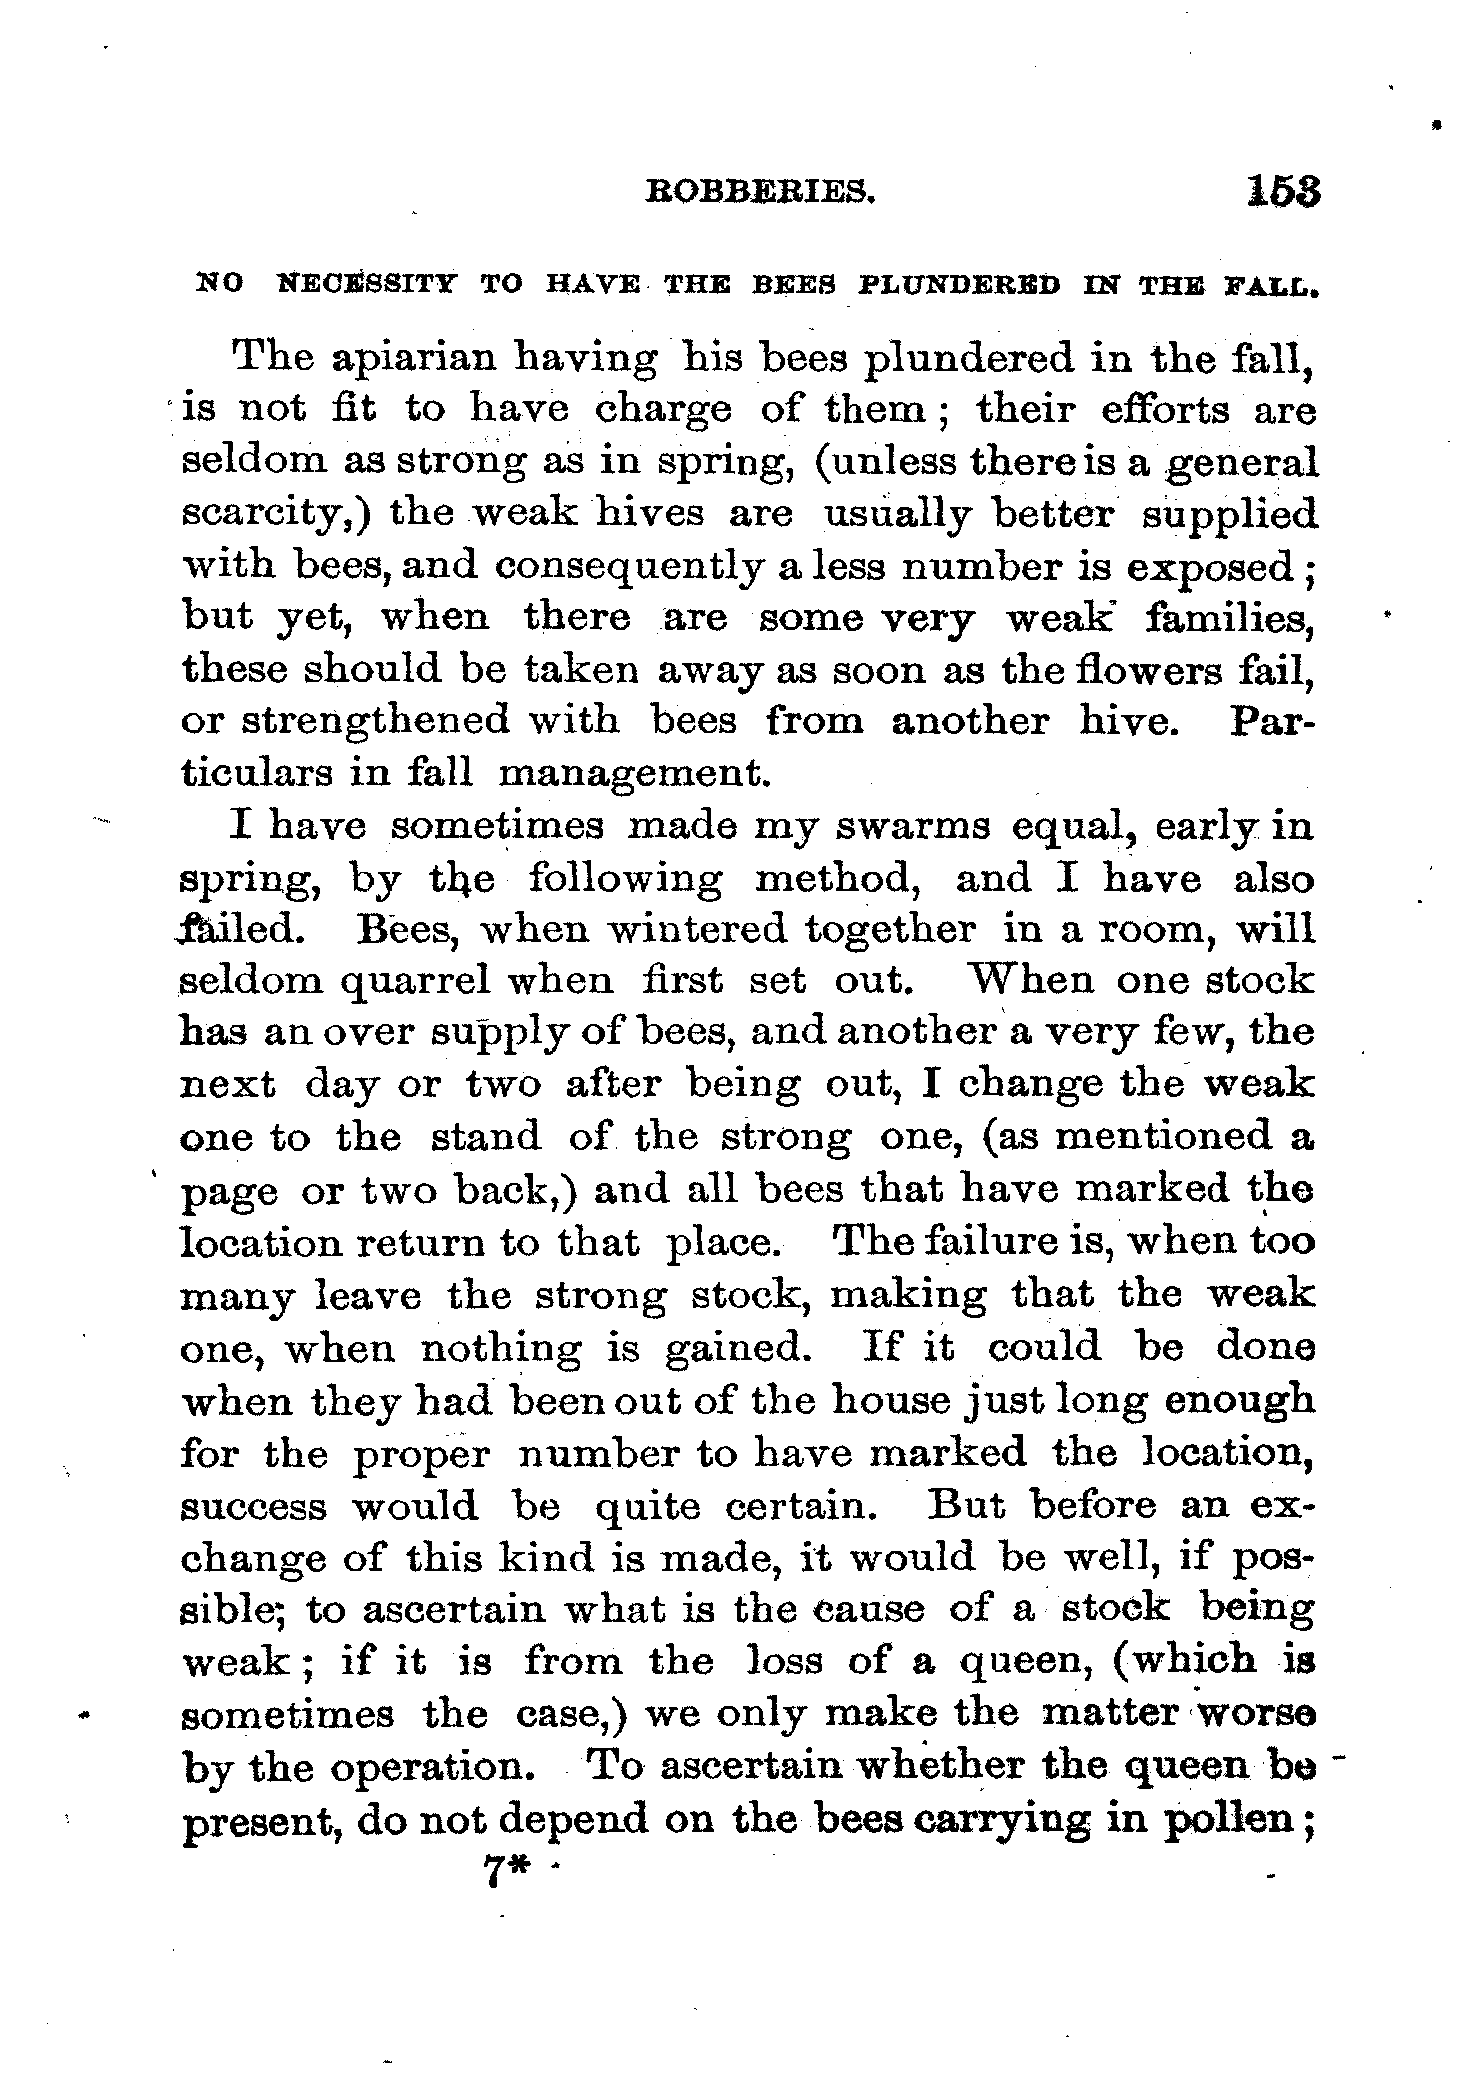 ROBBERIES. 153
NO NECESSITY TO HAVE THE BEES PLUNDERED IN THE FALL.
The apiarian having his bees plundered in the fall,
is not fit to have charge of them; their efforts are
seldom as strong as in spring, (unless there is a general
scarcity,) the weak hives are usually better supplied
with bees, and consequently a less number is exposed;
but yet, when there are some very weak families,
these should be taken away as soon as the flowers fail,
or strengthened with bees from another hive. Par-
ticulars in fall management.
I have sometimes made my swarms equal, early in
spring, by the following method, and I have also
failed. Bees, when wintered together in a room, will
seldom quarrel when first set out. When one stock
has an over supply of bees, and another a very few, the
next day or two after being out, I change the weak
one to the stand of the strong one, (as mentioned a
page or two back,) and all bees that have marked the
location return to that place. The failure is, when too
many leave the strong stock, making that the weak
one, when nothing is gained. If it could be done
when they had been out of the house just long enough
for the proper number to have marked the location,
success would be quite certain. But before an ex-
change of this kind is made, it would be well, if pos-
sible; to ascertain what is the cause of a stock being
weak; if it is from the loss of a queen, (which is
sometimes the case,) we only make the matter worse
by the operation. To ascertain whether the queen be
present, do not depend on the bees carrying in pollen;
7*